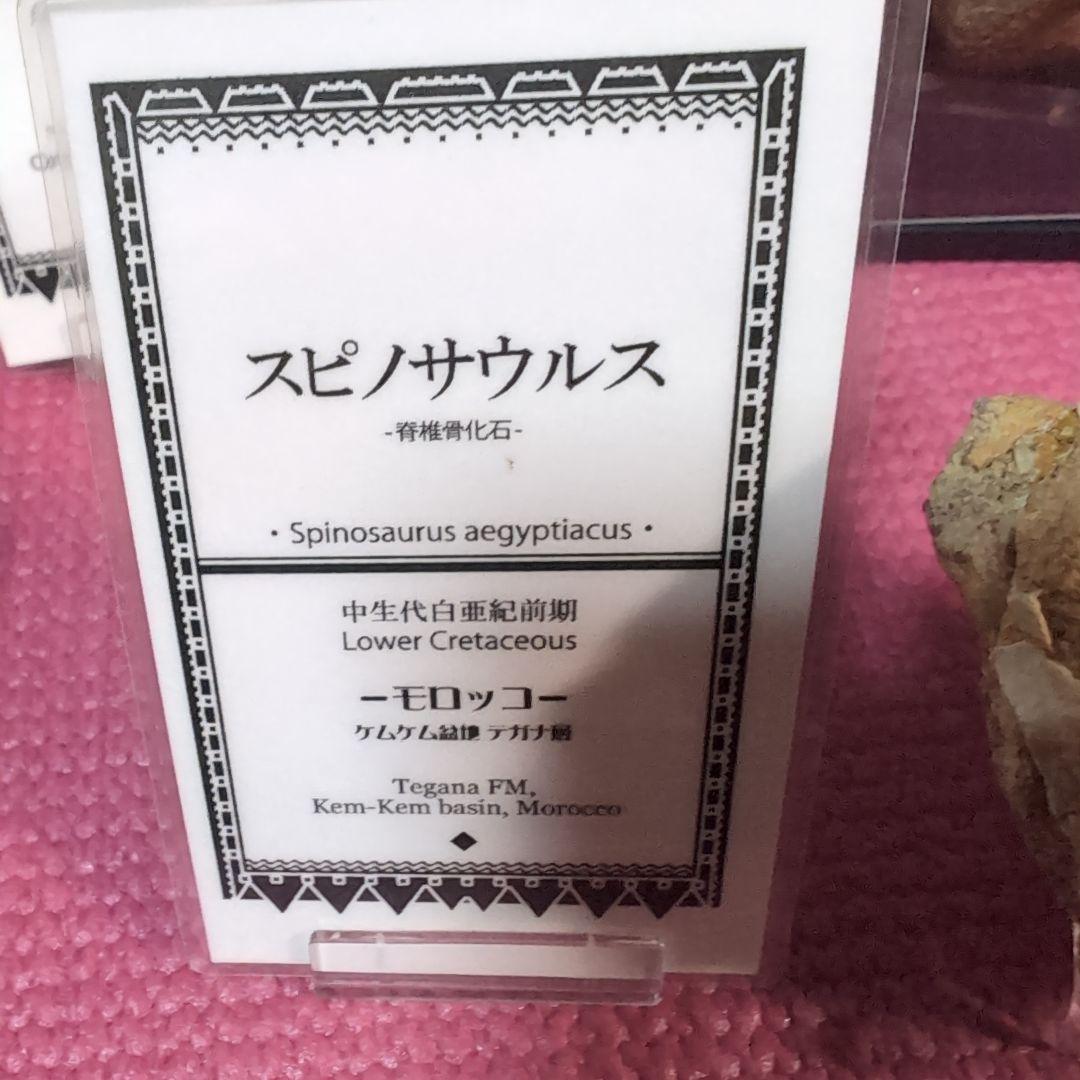 スピノサウルス
-脊椎骨化石-
・Spinosaurus aegyptiacus・
中生代白亜紀前期
Lower Cretaceous
ーモロッコー
ケムケム盆地 テガナ層
Tegana FM,
Kem-Kem basin, Morocco